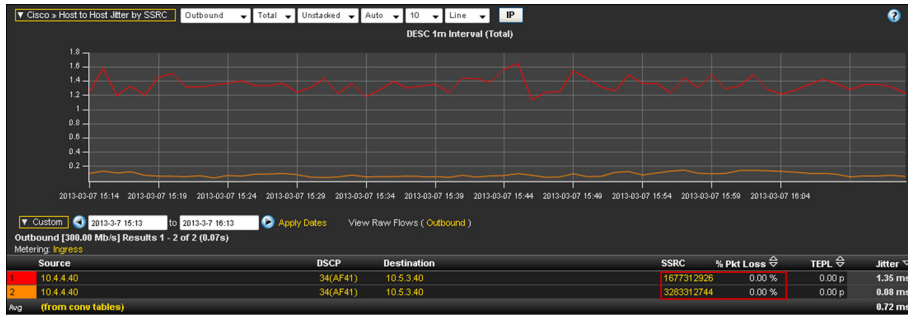 ▼ Cisco » Host to Host Jitter by SSRC Outbound Total Unstacked Auto 10 Line IP ?
DESC 1m Interval (Total)
1.8
1.6
1.4
1.2
1
0.8
0.6
0.4
0.2
2013-03-07 15:14 2013-03-07 15:19 2013-03-07 15:24 2013-03-07 15:29 2013-03-07 15:34 2013-03-07 15:39 2013-03-07 15:44 2013-03-07 15:49 2013-03-07 15:54 2013-03-07 15:59 2013-03-07 16:04
▼ Custom 2013-3-7 15:13 to 2013-3-7 16:13 Apply Dates View Raw Flows ( Outbound )
Outbound [300.00 Mb/s] Results 1 - 2 of 2 (0.07s)
Metering: Ingress
Source DSCP Destination SSRC % Pkt Loss TEPL Jitter
1 10.4.4.40 34(AF41) 10.5.3.40 1677312926 0.00 % 0.00 p 1.35 ms
2 10.4.4.40 34(AF41) 10.5.3.40 3283312744 0.00 % 0.00 p 0.08 ms
Avg (from conv tables) 0.72 ms